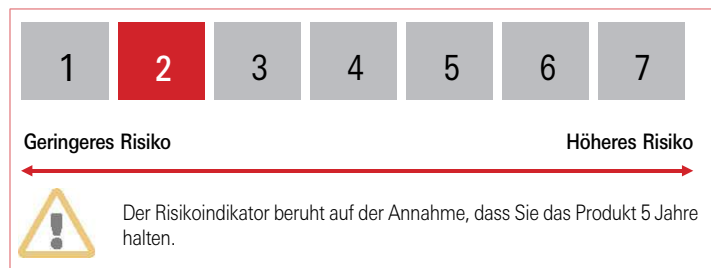 1 2 3 4 5 6 7
Geringeres Risiko Höheres Risiko
Der Risikoindikator beruht auf der Annahme, dass Sie das Produkt 5 Jahre
halten.